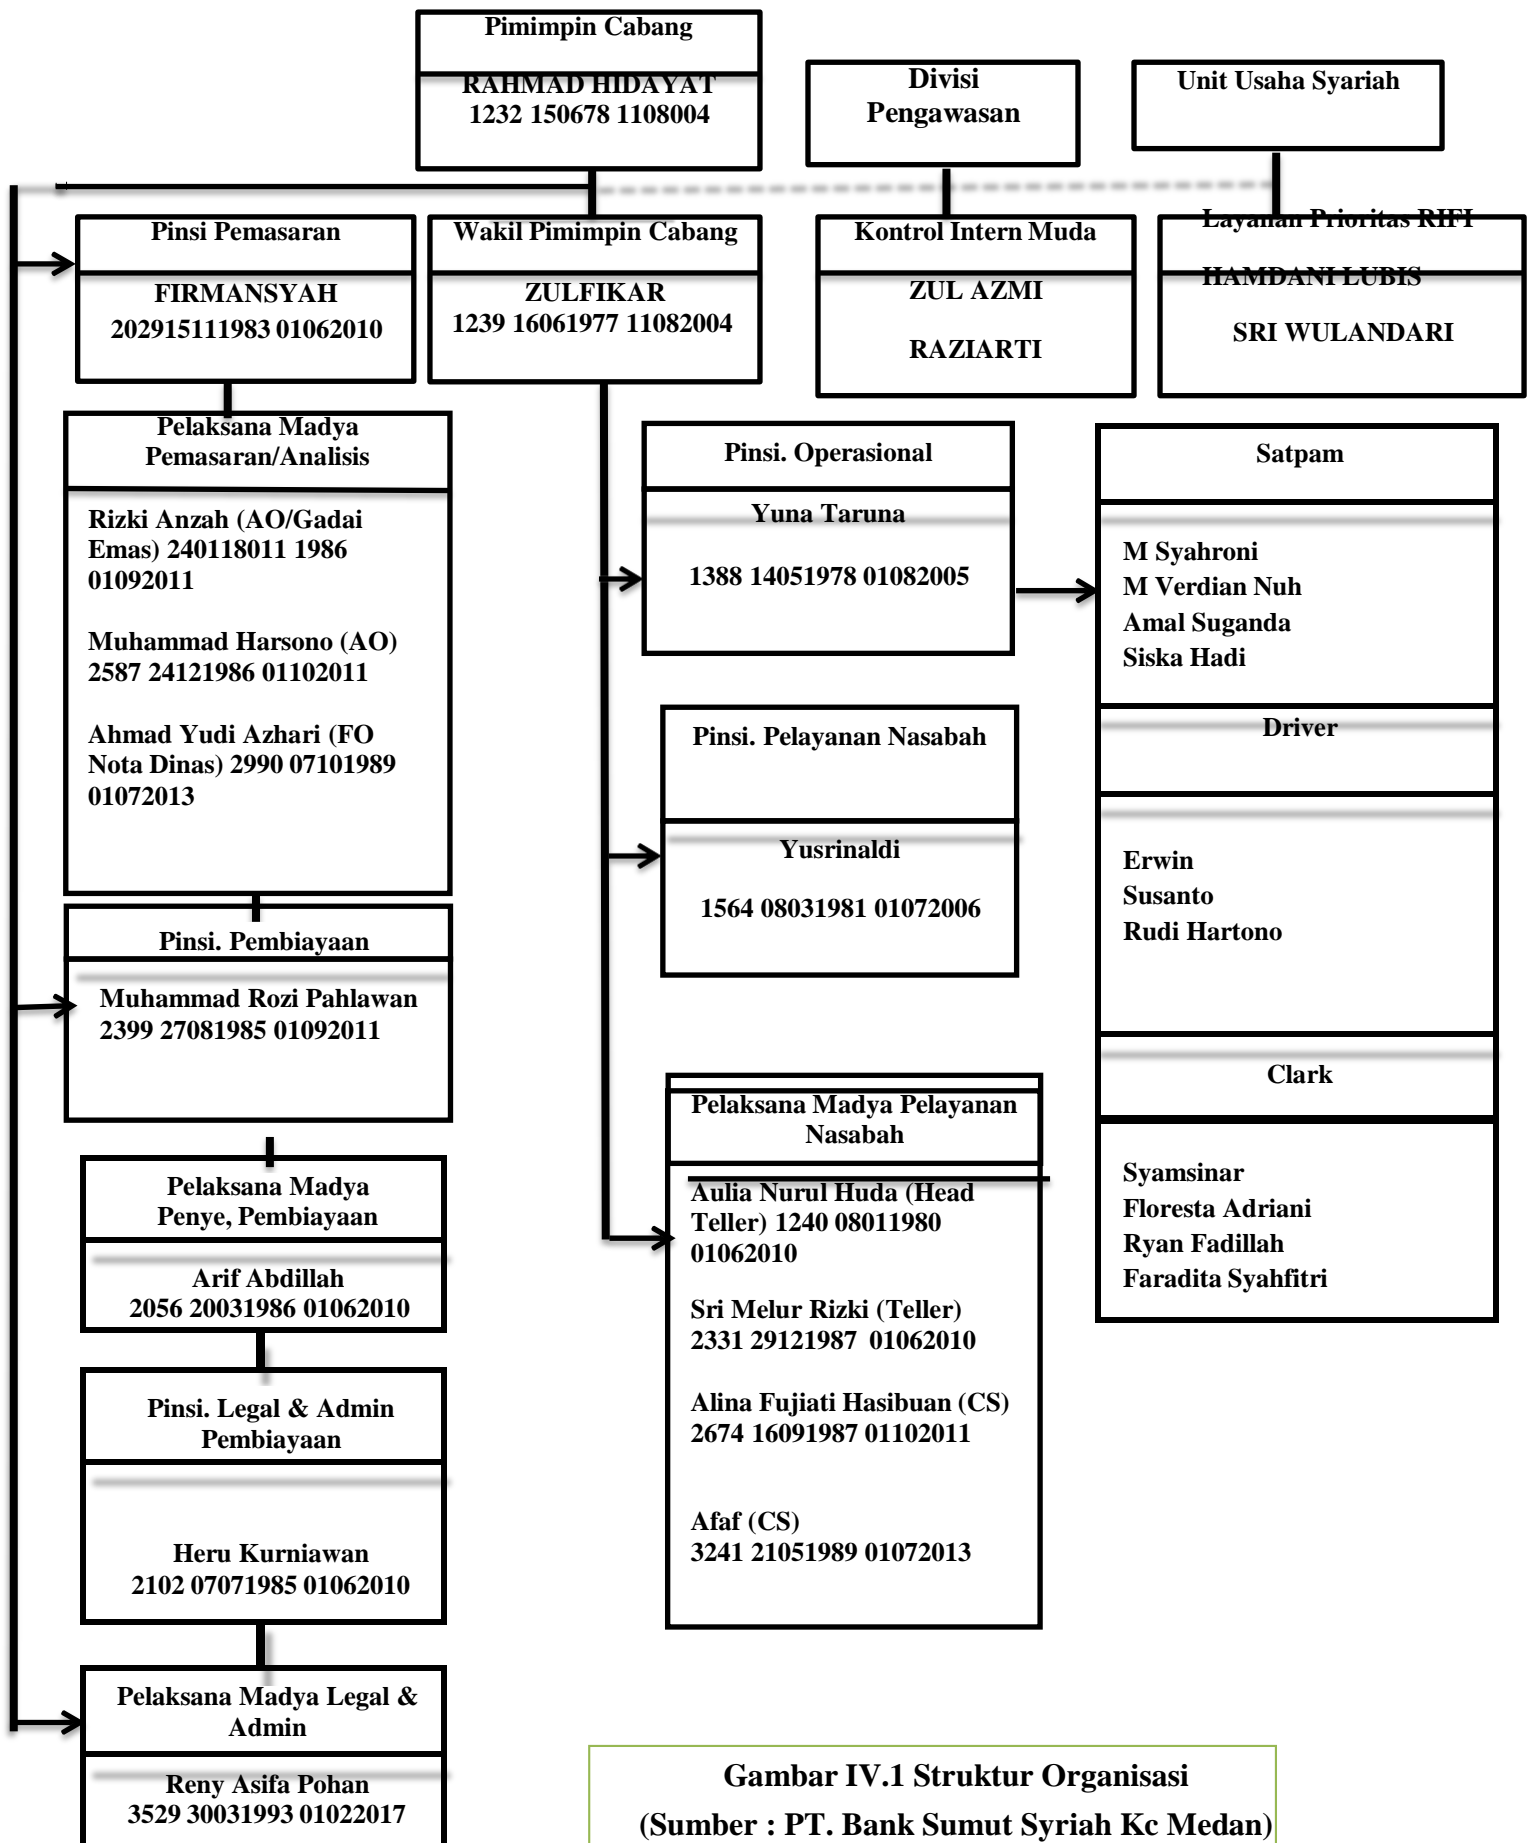 Pimimpin Cabang
RAHMAD HIDAYAT
1232 150678 1108004
Divisi
Pengawasan
Unit Usaha Syariah
Pinsi Pemasaran
FIRMANSYAH
202915111983 01062010
Wakil Pimimpin Cabang
ZULFIKAR
1239 16061977 11082004
Kontrol Intern Muda
ZUL AZMI
RAZIARTI
Layanan Prioritas RIFI
HAMDANI LUBIS
SRI WULANDARI
Pelaksana Madya
Pemasaran/Analisis
Rizki Anzah (AO/Gadai
Emas) 240118011 1986
01092011
Muhammad Harsono (AO)
2587 24121986 01102011
Ahmad Yudi Azhari (FO
Nota Dinas) 2990 07101989
01072013
Pinsi. Pembiayaan
Muhammad Rozi Pahlawan
2399 27081985 01092011
Pelaksana Madya
Penye, Pembiayaan
Arif Abdillah
2056 20031986 01062010
Pinsi. Legal & Admin
Pembiayaan
Heru Kurniawan
2102 07071985 01062010
Pelaksana Madya Legal &
Admin
Reny Asifa Pohan
3529 30031993 01022017
Pinsi. Operasional
Yuna Taruna
1388 14051978 01082005
Pinsi. Pelayanan Nasabah
Yusrinaldi
1564 08031981 01072006
Pelaksana Madya Pelayanan
Nasabah
Aulia Nurul Huda (Head
Teller) 1240 08011980
01062010
Sri Melur Rizki (Teller)
2331 29121987 01062010
Alina Fujiati Hasibuan (CS)
2674 16091987 01102011
Afaf (CS)
3241 21051989 01072013
Satpam
M Syahroni
M Verdian Nuh
Amal Suganda
Siska Hadi
Driver
Erwin
Susanto
Rudi Hartono
Clark
Syamsinar
Floresta Adriani
Ryan Fadillah
Faradita Syahfitri
Gambar IV.1 Struktur Organisasi
(Sumber : PT. Bank Sumut Syriah Kc Medan)